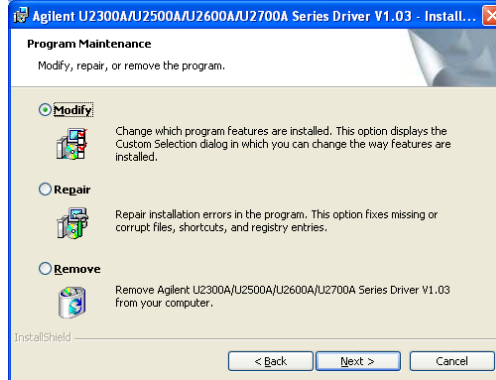 Agilent U2300A/U2500A/U2600A/U2700A Series Driver V1.03 - Install...
Program Maintenance
Modify, repair, or remove the program.
Modify
Change which program features are installed. This option displays the
Custom Selection dialog in which you can change the way features are
installed.
Repair
Repair installation errors in the program. This option fixes missing or
corrupt files, shortcuts, and registry entries.
Remove
Remove Agilent U2300A/U2500A/U2600A/U2700A Series Driver V1.03
from your computer.
InstallShield
< Back Next > Cancel